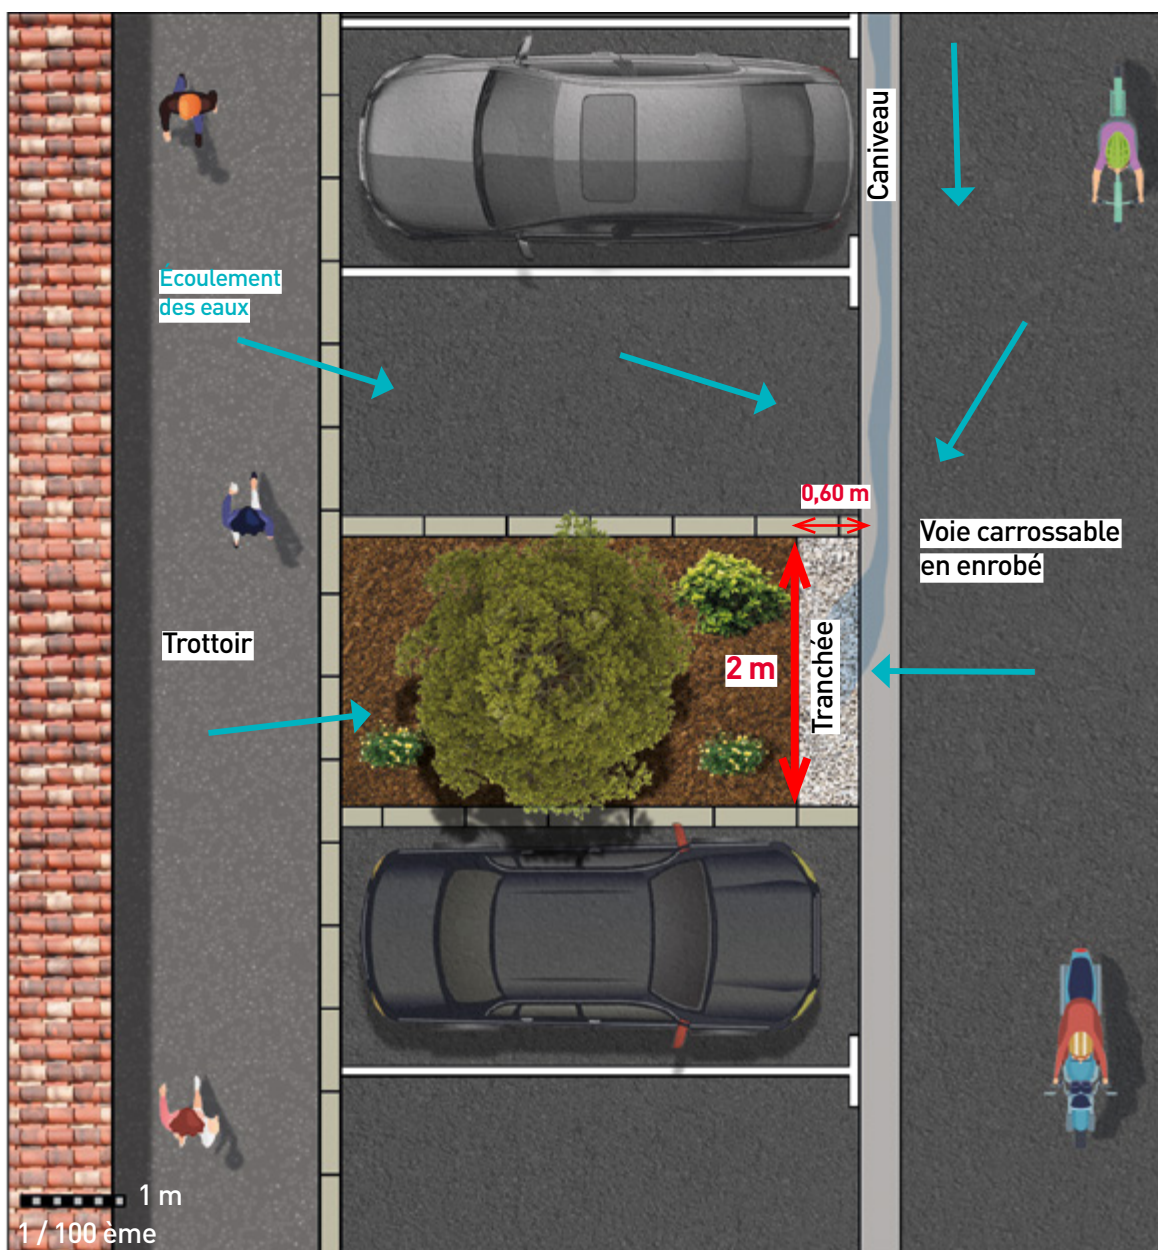 Caniveau
Écoulement
des eaux
0,60 m
Voie carrossable
en enrobé
Trottoir
2 m
Tranchée
1 m
1 / 100 ème